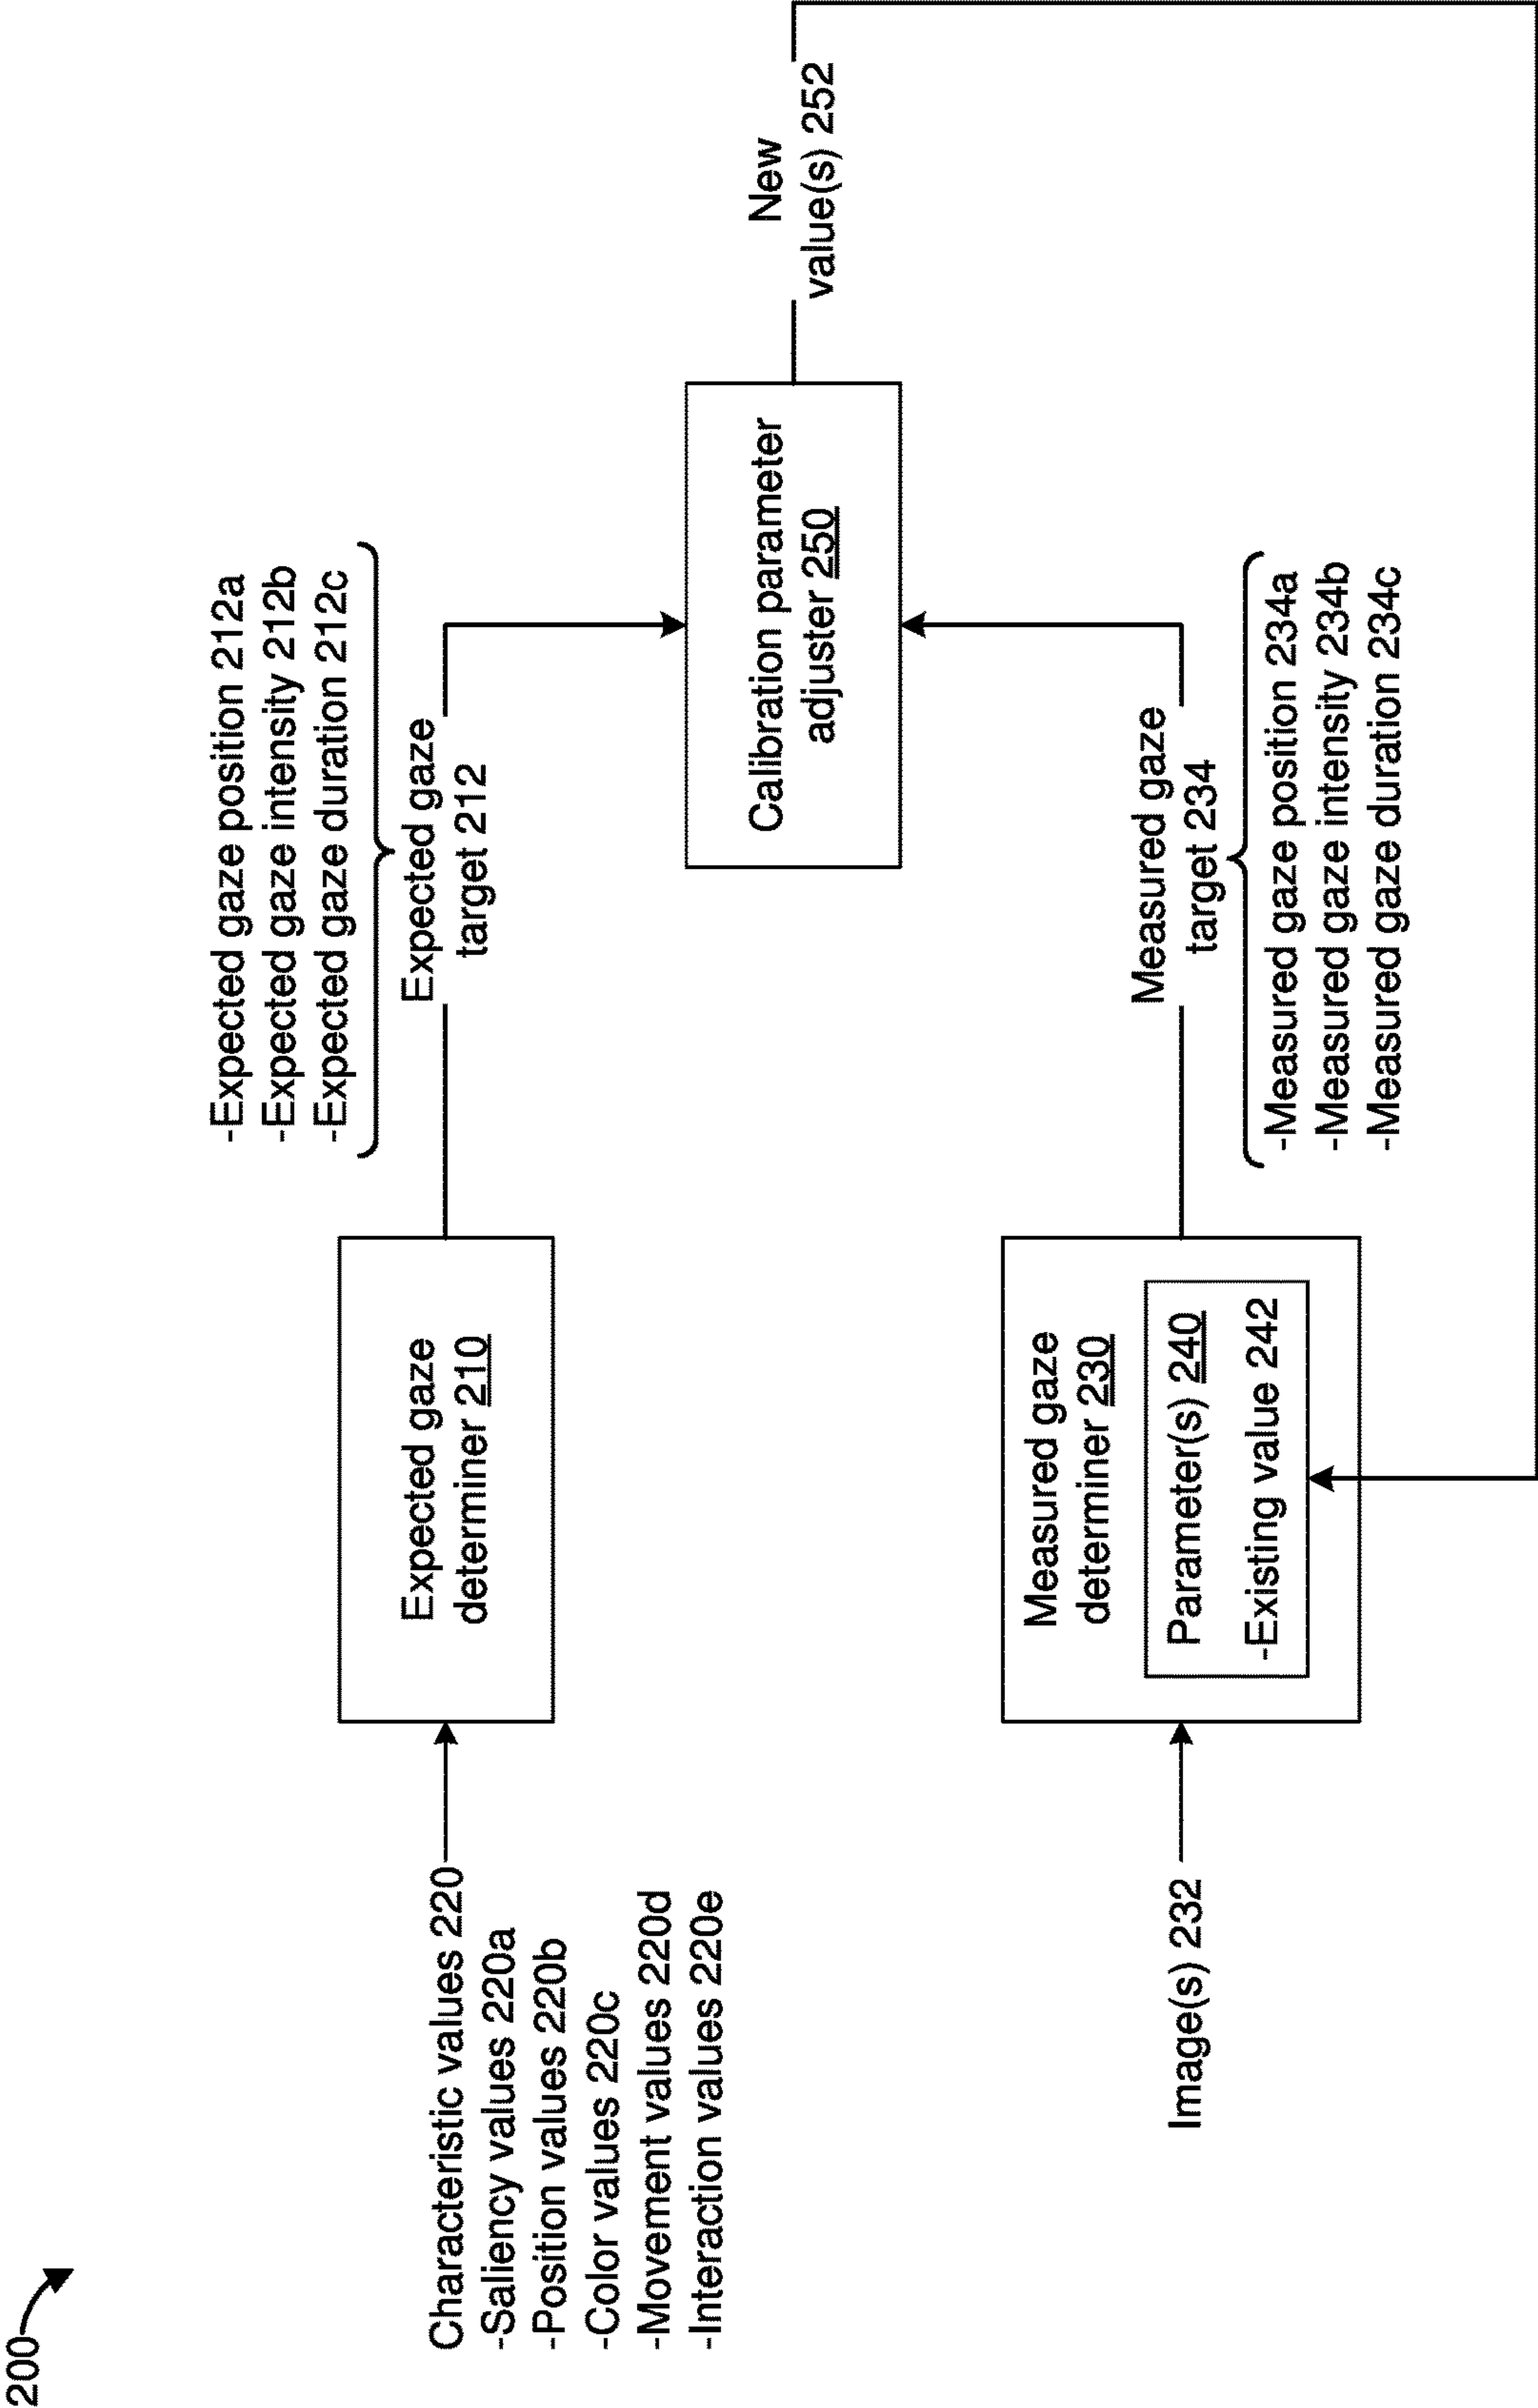 200
Characteristic values 220
-Saliency values 220a
-Position values 220b
-Color values 220c
-Movement values 220d
-Interaction values 220e
Expected gaze
determiner 210
-Expected gaze position 212a
-Expected gaze intensity 212b
-Expected gaze duration 212c
Expected gaze
target 212
Image(s) 232
Measured gaze
determiner 230
Parameter(s) 240
-Existing value 242
Measured gaze
target 234
-Measured gaze position 234a
-Measured gaze intensity 234b
-Measured gaze duration 234c
Calibration parameter
adjuster 250
New
value(s) 252